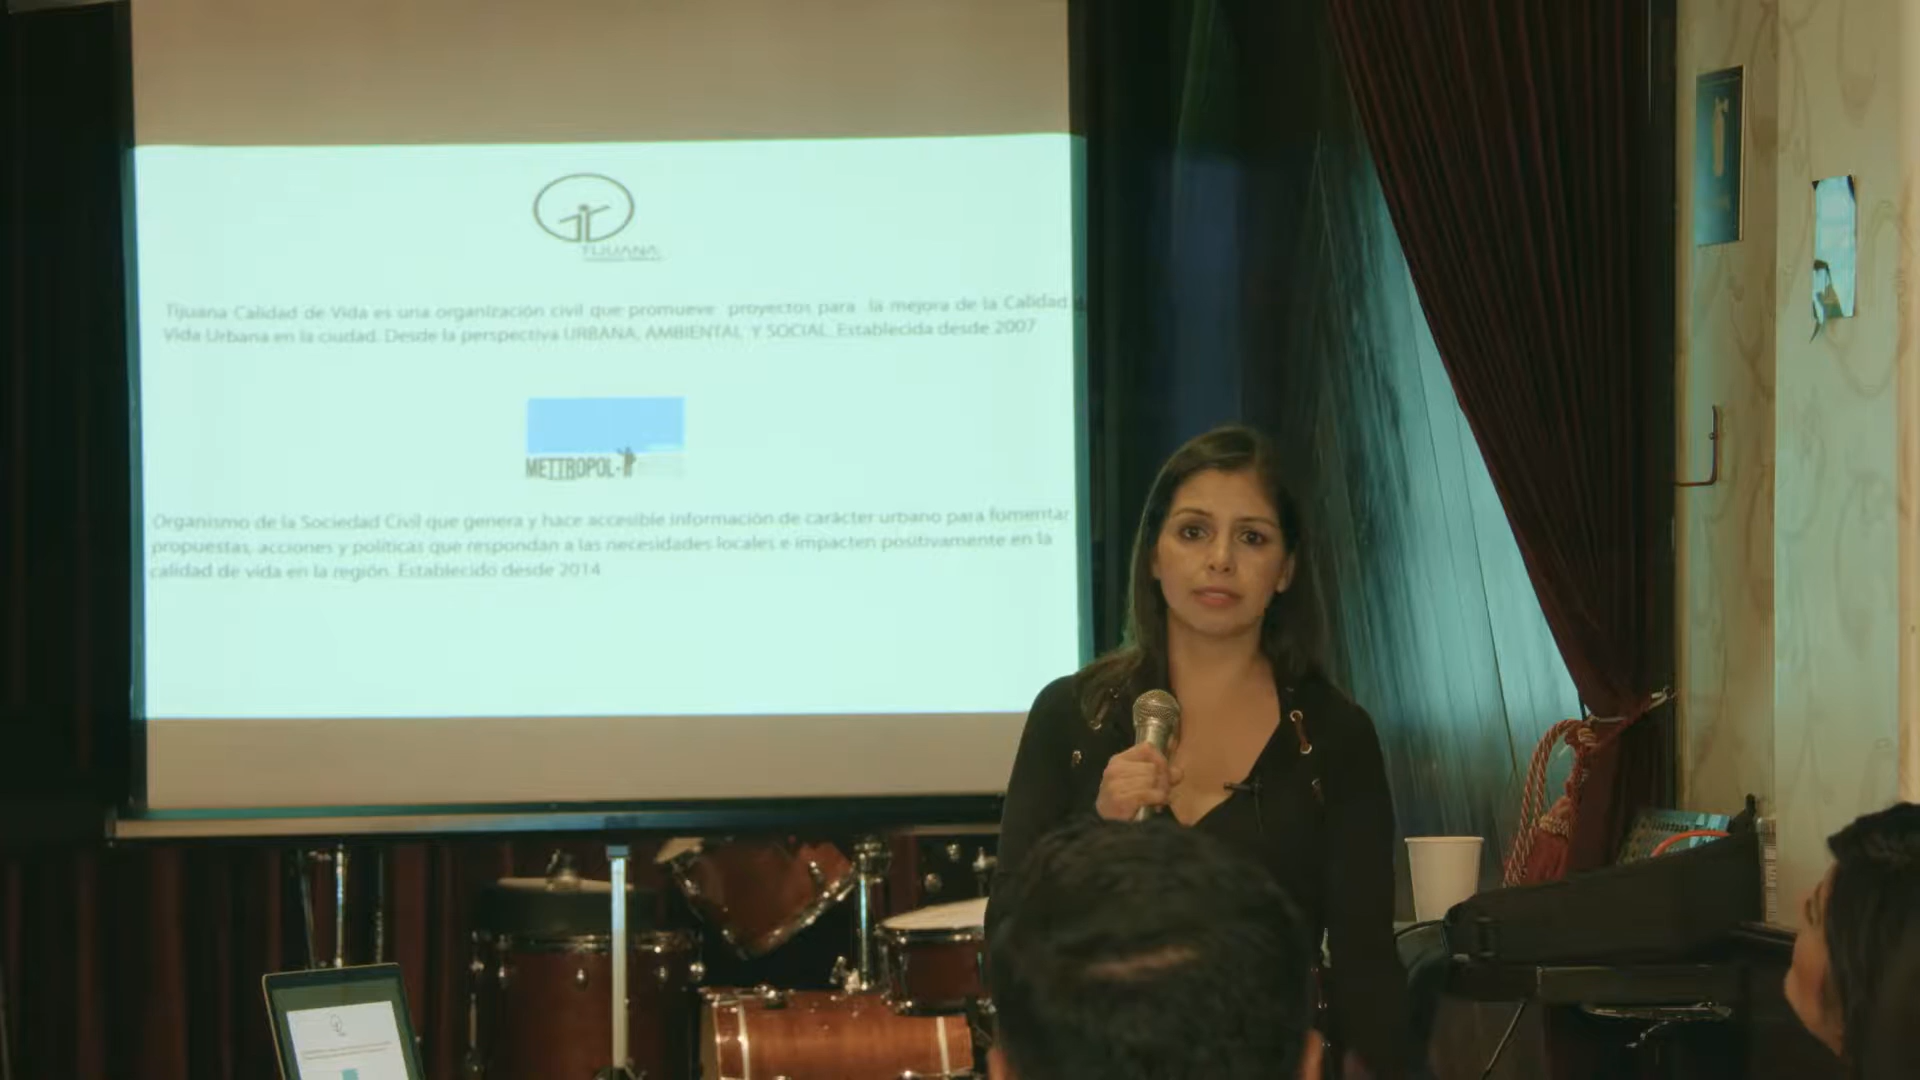 TIJUANA
Tijuana Calidad de Vida es una organización civil que promueve proyectos para la mejora de la Calidad de
Vida Urbana en la ciudad. Desde la perspectiva URBANA, AMBIENTAL Y SOCIAL. Establecida desde 2007
METTROPOL-
Organismo de la Sociedad Civil que genera y hace accesible información de carácter urbano para fomentar
propuestas, acciones y políticas que respondan a las necesidades locales e impacten positivamente en la
calidad de vida en la región. Establecido desde 2014